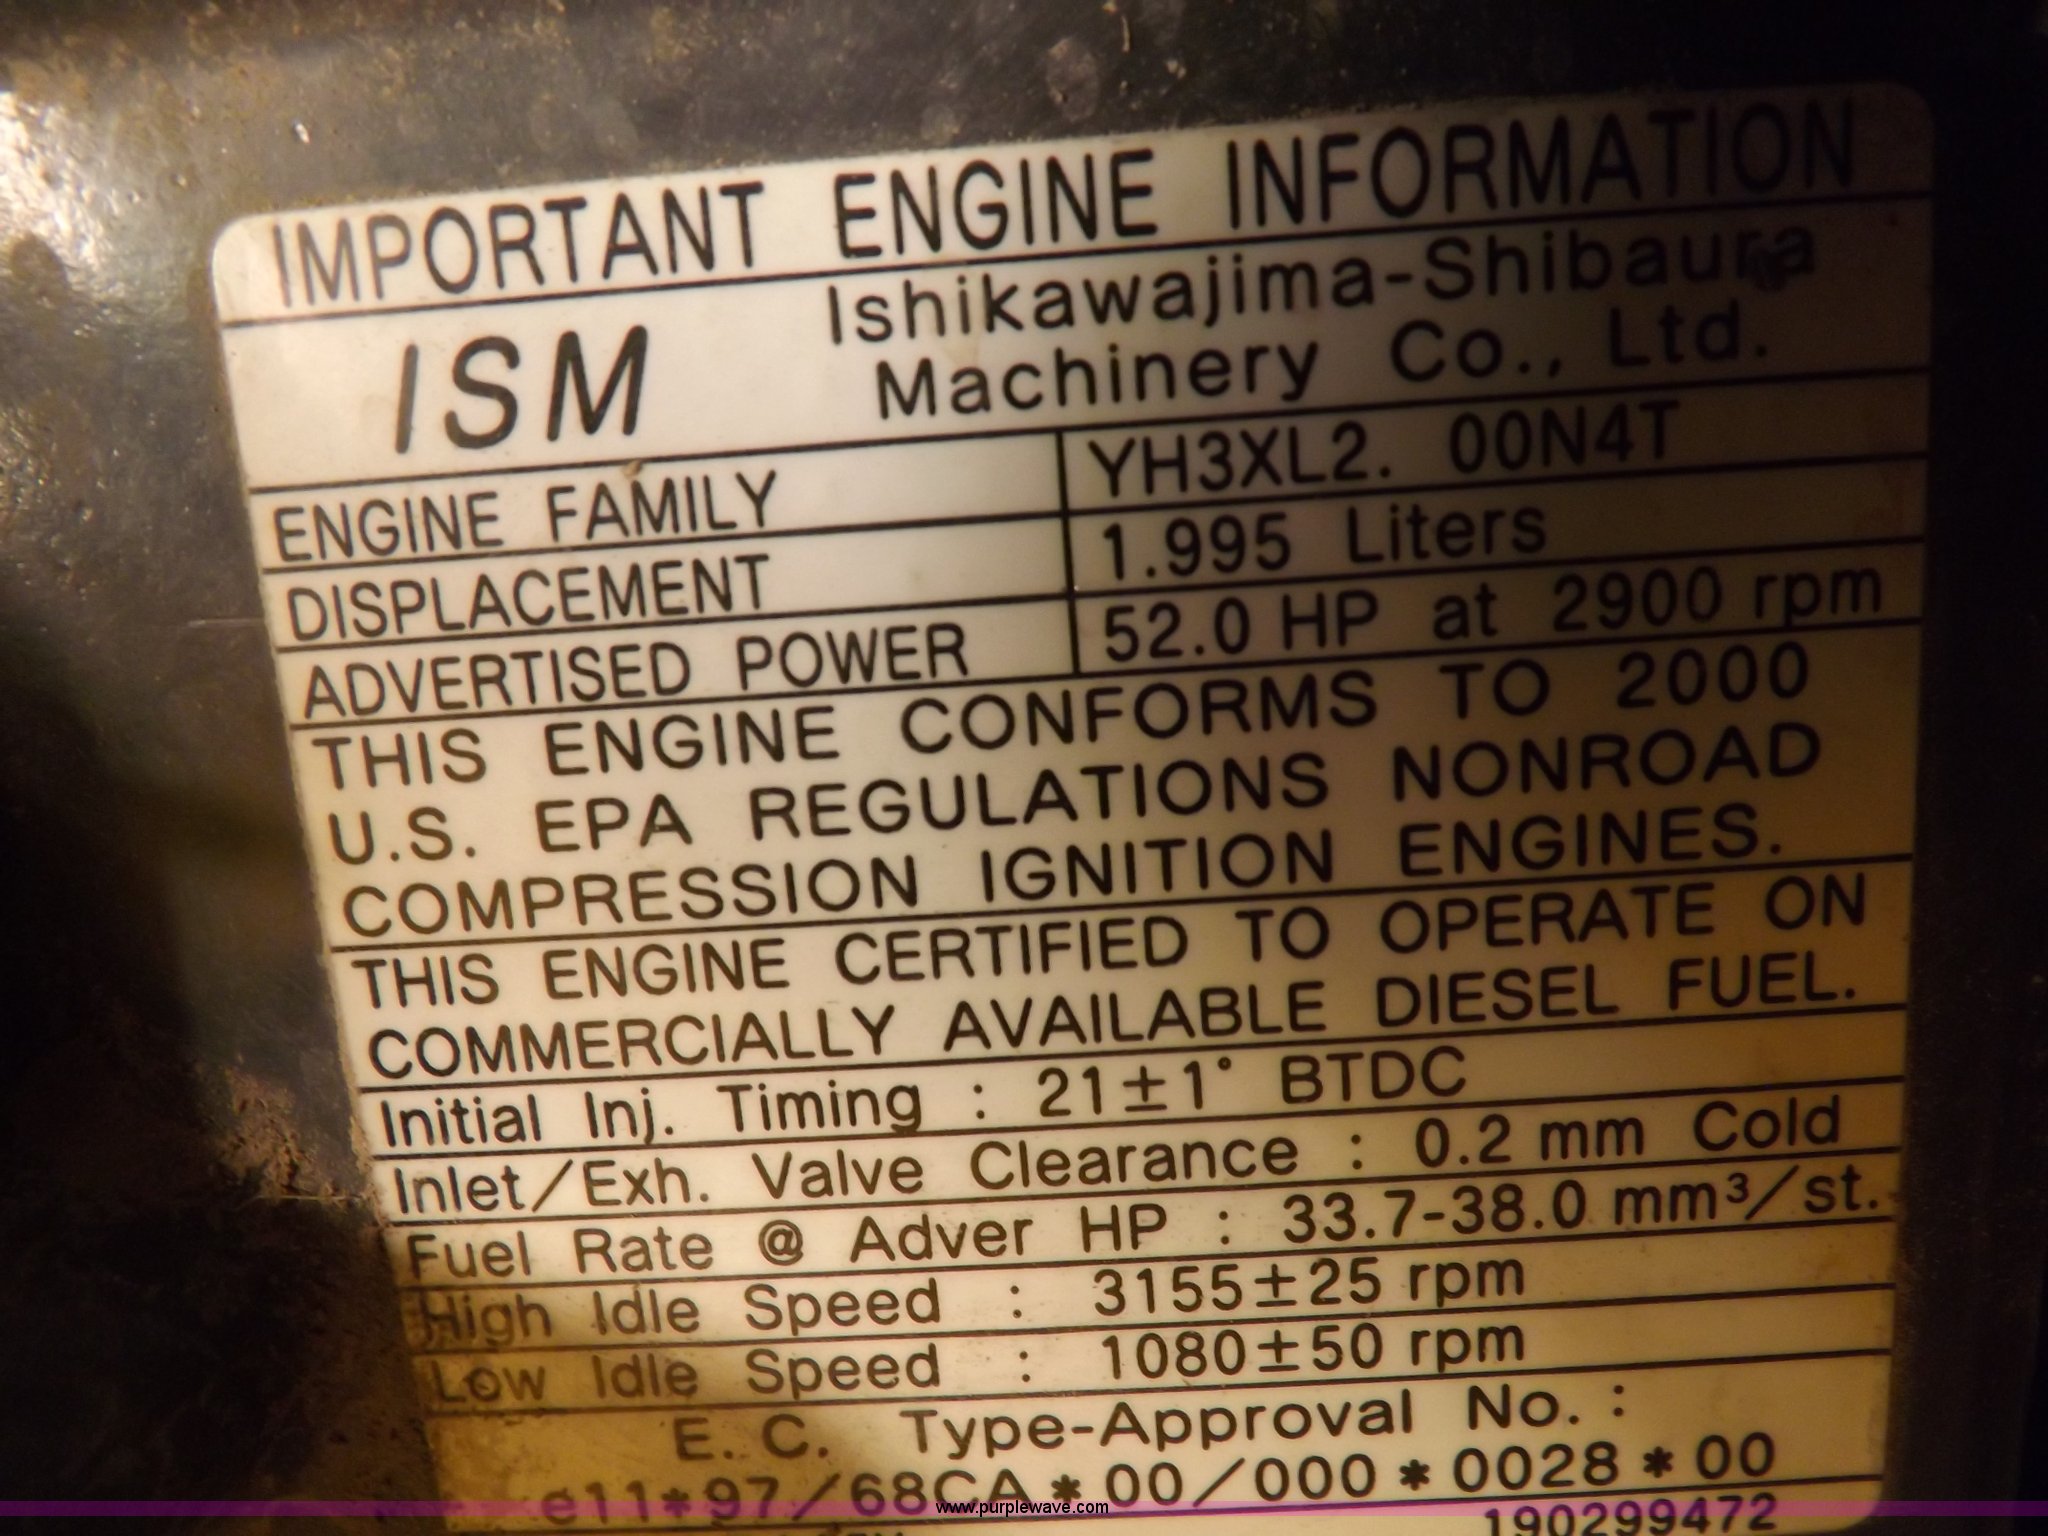 IMPORTANT ENGINE INFORMATION
ISM
Ishikawajima-Shibaura
Machinery Co., Ltd.
ENGINE FAMILY YH3XL2. 00N4T
DISPLACEMENT 1.995 Liters
ADVERTISED POWER 52.0 HP at 2900 rpm
THIS ENGINE CONFORMS TO 2000
U.S. EPA REGULATIONS NONROAD
COMPRESSION IGNITION ENGINES.
THIS ENGINE CERTIFIED TO OPERATE ON
COMMERCIALLY AVAILABLE DIESEL FUEL.
Initial Inj. Timing : 21±1° BTDC
Inlet/Exh. Valve Clearance : 0.2 mm Cold
Fuel Rate @ Adver HP : 33.7-38.0 mm³/st.
High Idle Speed : 3155±25 rpm
Low Idle Speed : 1080±50 rpm
E. C. Type-Approval No. :
e11*97/68CA*00/000*0028*00
www.purplewave.com
190299472